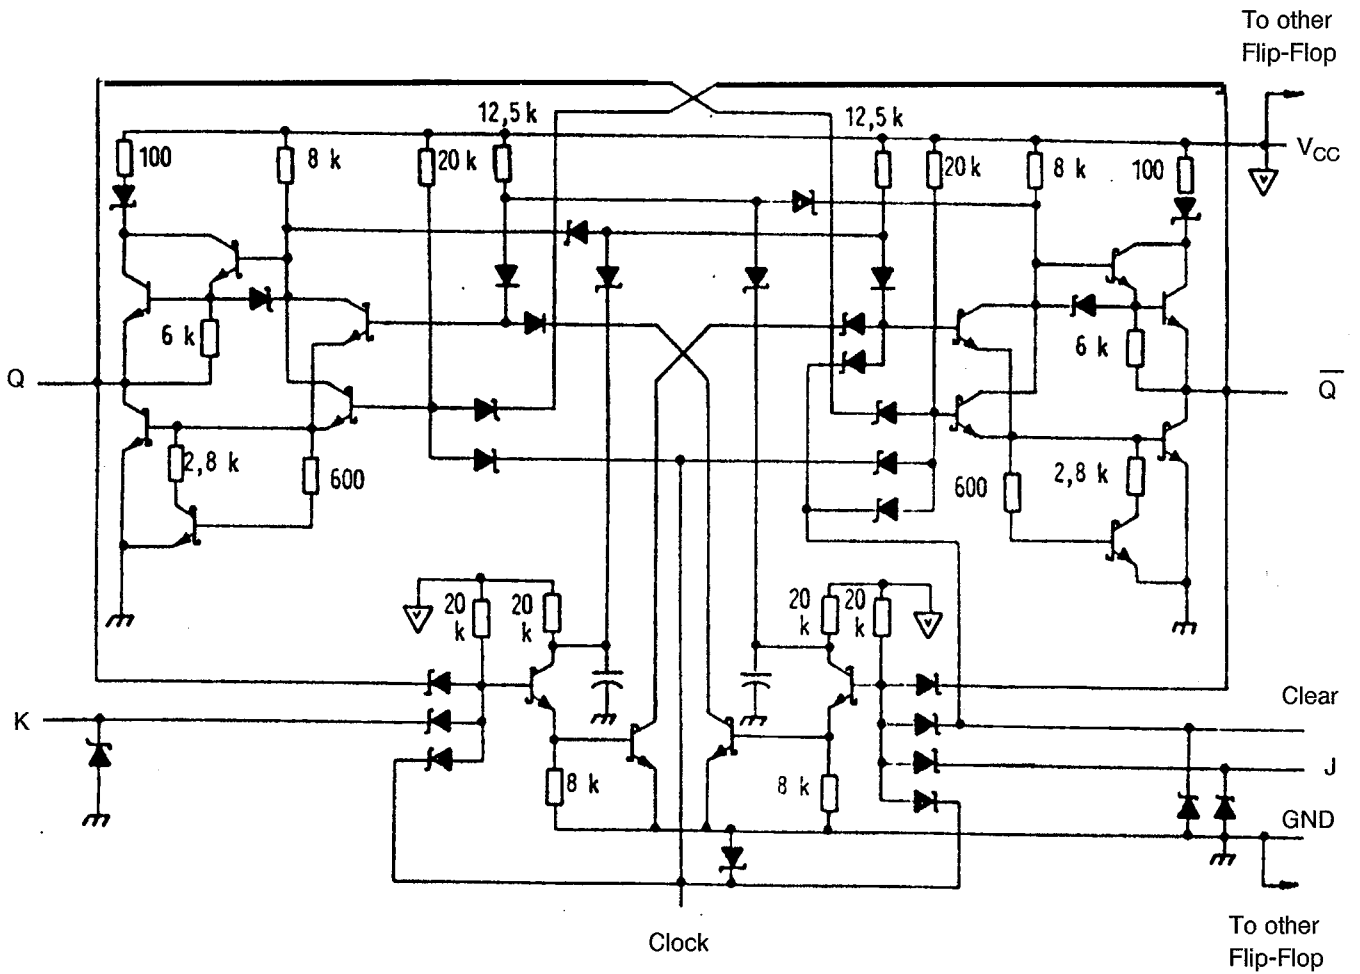 To other
Flip-Flop
12,5 k
12,5 k
100
8 k
20 k
20 k
8 k
100
VCC
6 k
6 k
Q
Q̅
2,8 k
600
600
2,8 k
20
k
20
k
20
k
20
k
Clear
K
J
8 k
8 k
GND
Clock
To other
Flip-Flop